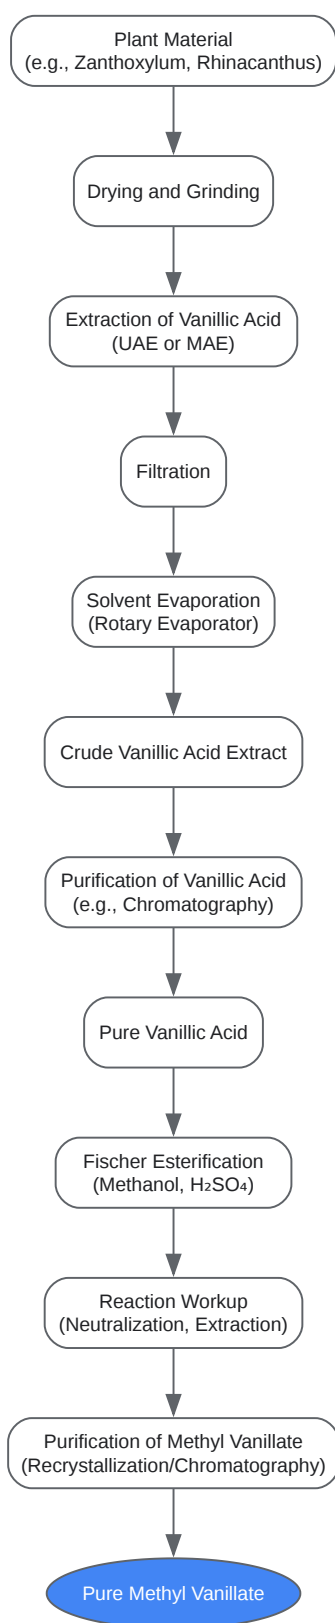 Plant Material
(e.g., Zanthoxylum, Rhinacanthus)
Drying and Grinding
Extraction of Vanillic Acid
(UAE or MAE)
Filtration
Solvent Evaporation
(Rotary Evaporator)
Crude Vanillic Acid Extract
Purification of Vanillic Acid
(e.g., Chromatography)
Pure Vanillic Acid
Fischer Esterification
(Methanol, H₂SO₄)
Reaction Workup
(Neutralization, Extraction)
Purification of Methyl Vanillate
(Recrystallization/Chromatography)
Pure Methyl Vanillate